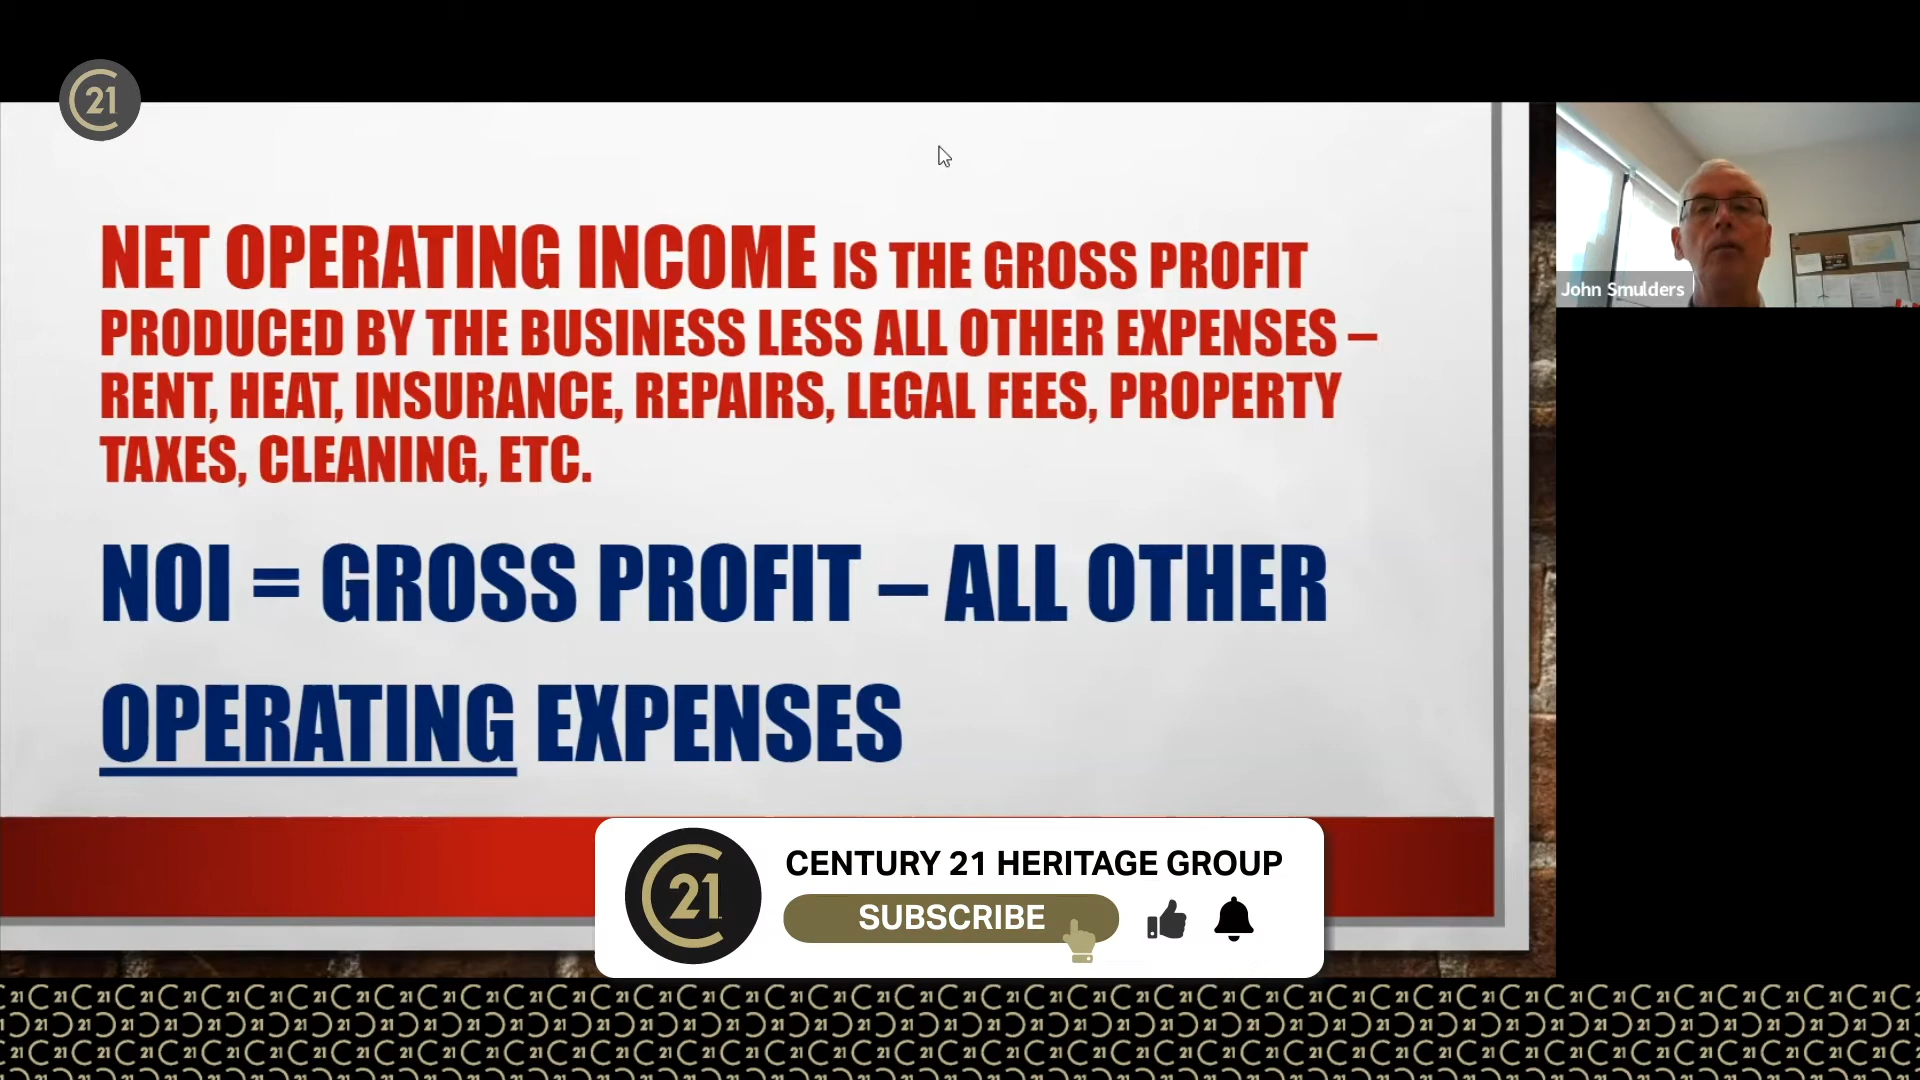 21
NET OPERATING INCOME IS THE GROSS PROFIT
PRODUCED BY THE BUSINESS LESS ALL OTHER EXPENSES –
RENT, HEAT, INSURANCE, REPAIRS, LEGAL FEES, PROPERTY
TAXES, CLEANING, ETC.
NOI = GROSS PROFIT – ALL OTHER
OPERATING EXPENSES
John Smulders
21
CENTURY 21 HERITAGE GROUP
SUBSCRIBE